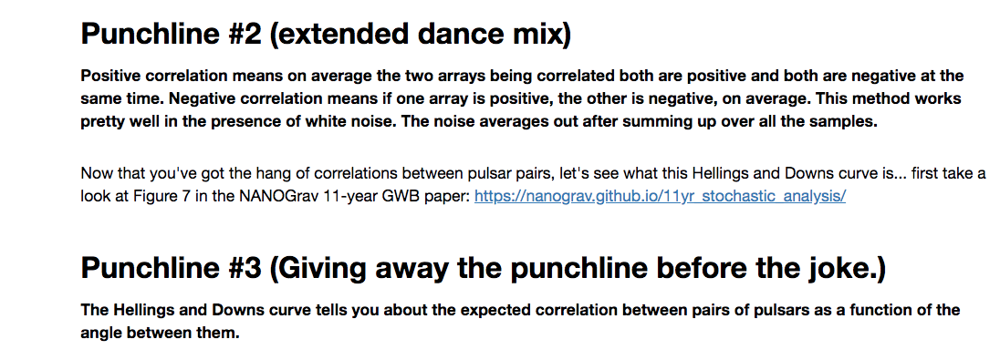 Punchline #2 (extended dance mix)
Positive correlation means on average the two arrays being correlated both are positive and both are negative at the
same time. Negative correlation means if one array is positive, the other is negative, on average. This method works
pretty well in the presence of white noise. The noise averages out after summing up over all the samples.
Now that you've got the hang of correlations between pulsar pairs, let's see what this Hellings and Downs curve is... first take a
look at Figure 7 in the NANOGrav 11-year GWB paper: https://nanograv.github.io/11yr_stochastic_analysis/
Punchline #3 (Giving away the punchline before the joke.)
The Hellings and Downs curve tells you about the expected correlation between pairs of pulsars as a function of the
angle between them.